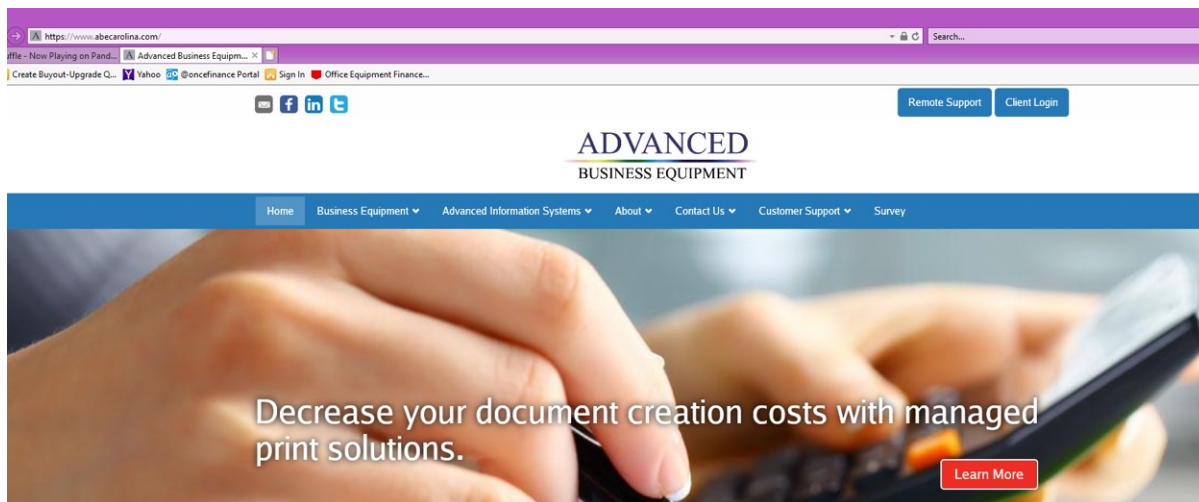 https://www.abecarolina.com/
Search...
uffle - Now Playing on Pand...
Advanced Business Equipm...
Create Buyout-Upgrade Q...
Yahoo
@oncefinance Portal
Sign In
Office Equipment Finance...
Remote Support
Client Login
ADVANCED
BUSINESS EQUIPMENT
Home
Business Equipment
Advanced Information Systems
About
Contact Us
Customer Support
Survey
Decrease your document creation costs with managed
print solutions.
Learn More